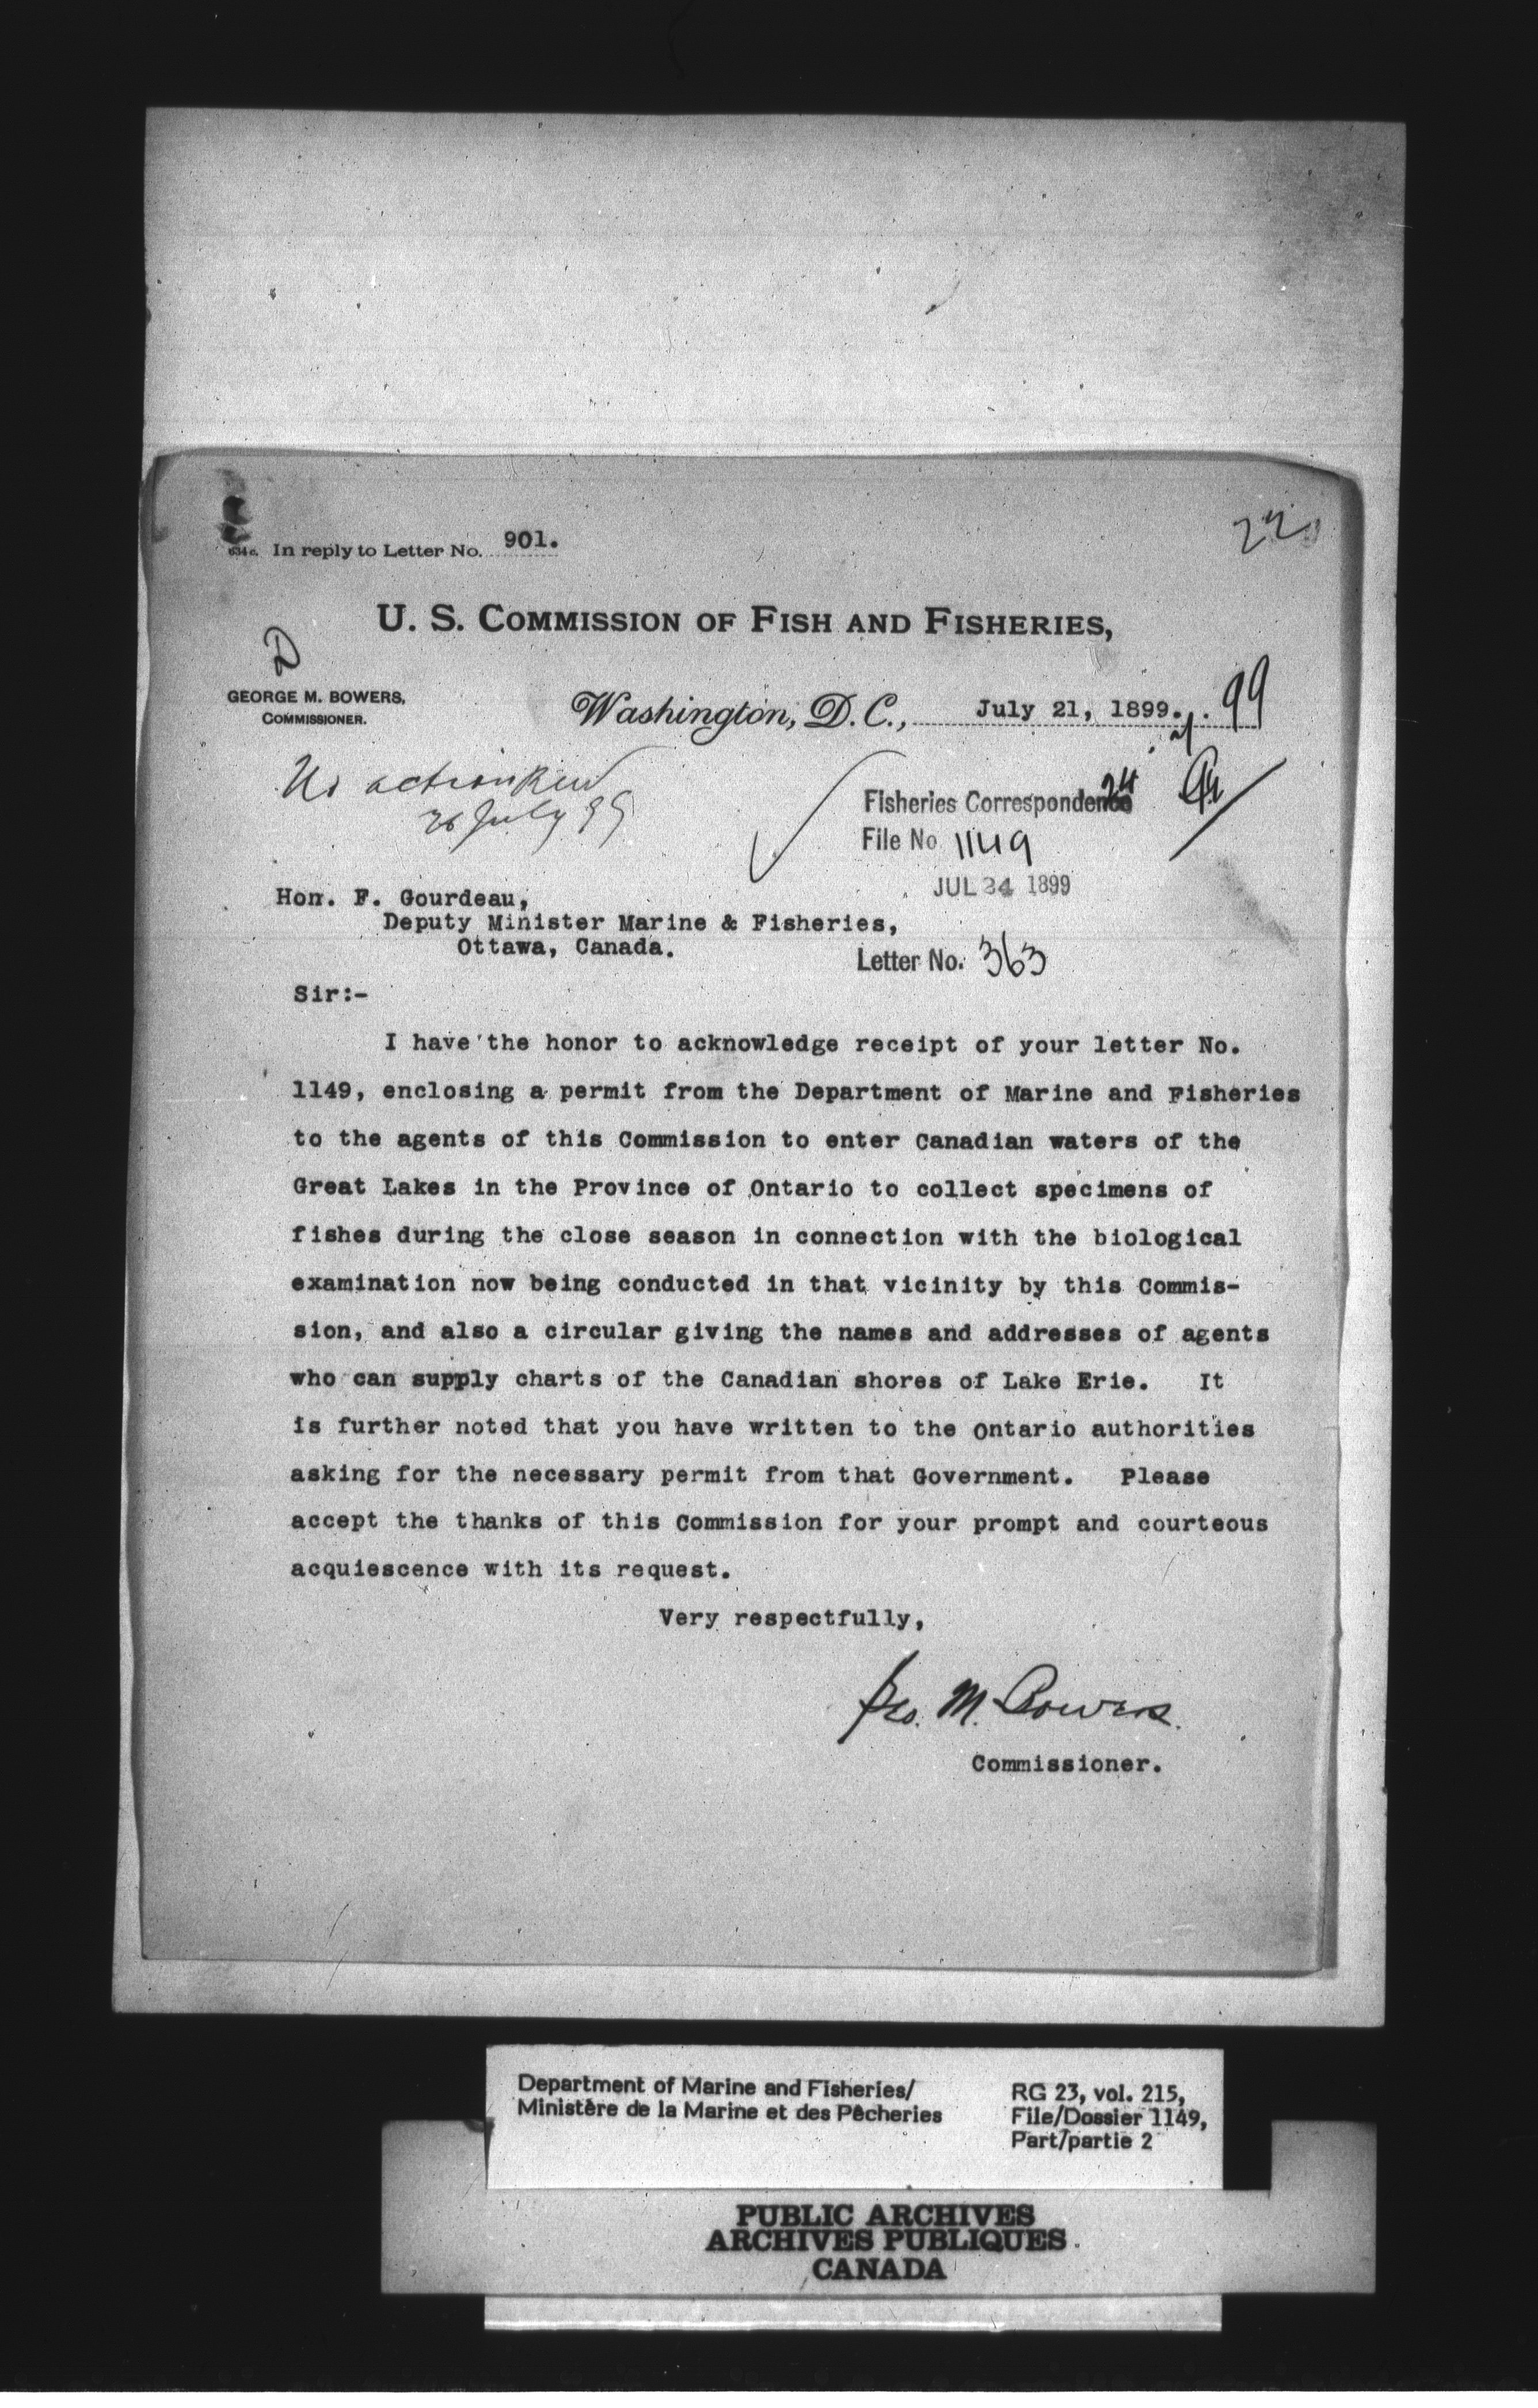 In reply to Letter No. 901.
U. S. COMMISSION OF FISH AND FISHERIES,
GEORGE M. BOWERS,
COMMISSIONER.
Washington, D. C., July 21, 1899.
99
No action
26 July 99
Fisheries Correspondence
24
File No 1149
JUL 24 1899
Letter No. 363
Hon. F. Gourdeau,
Deputy Minister Marine & Fisheries,
Ottawa, Canada.
Sir:-
I have the honor to acknowledge receipt of your letter No.
1149, enclosing a permit from the Department of Marine and Fisheries
to the agents of this Commission to enter Canadian waters of the
Great Lakes in the Province of Ontario to collect specimens of
fishes during the close season in connection with the biological
examination now being conducted in that vicinity by this Commis-
sion, and also a circular giving the names and addresses of agents
who can supply charts of the Canadian shores of Lake Erie. It
is further noted that you have written to the Ontario authorities
asking for the necessary permit from that Government. Please
accept the thanks of this Commission for your prompt and courteous
acquiescence with its request.
Very respectfully,
Geo. M. Bowers.
Commissioner.
Department of Marine and Fisheries/
Ministère de la Marine et des Pêcheries
RG 23, vol. 215,
File/Dossier 1149,
Part/partie 2
PUBLIC ARCHIVES
ARCHIVES PUBLIQUES
CANADA